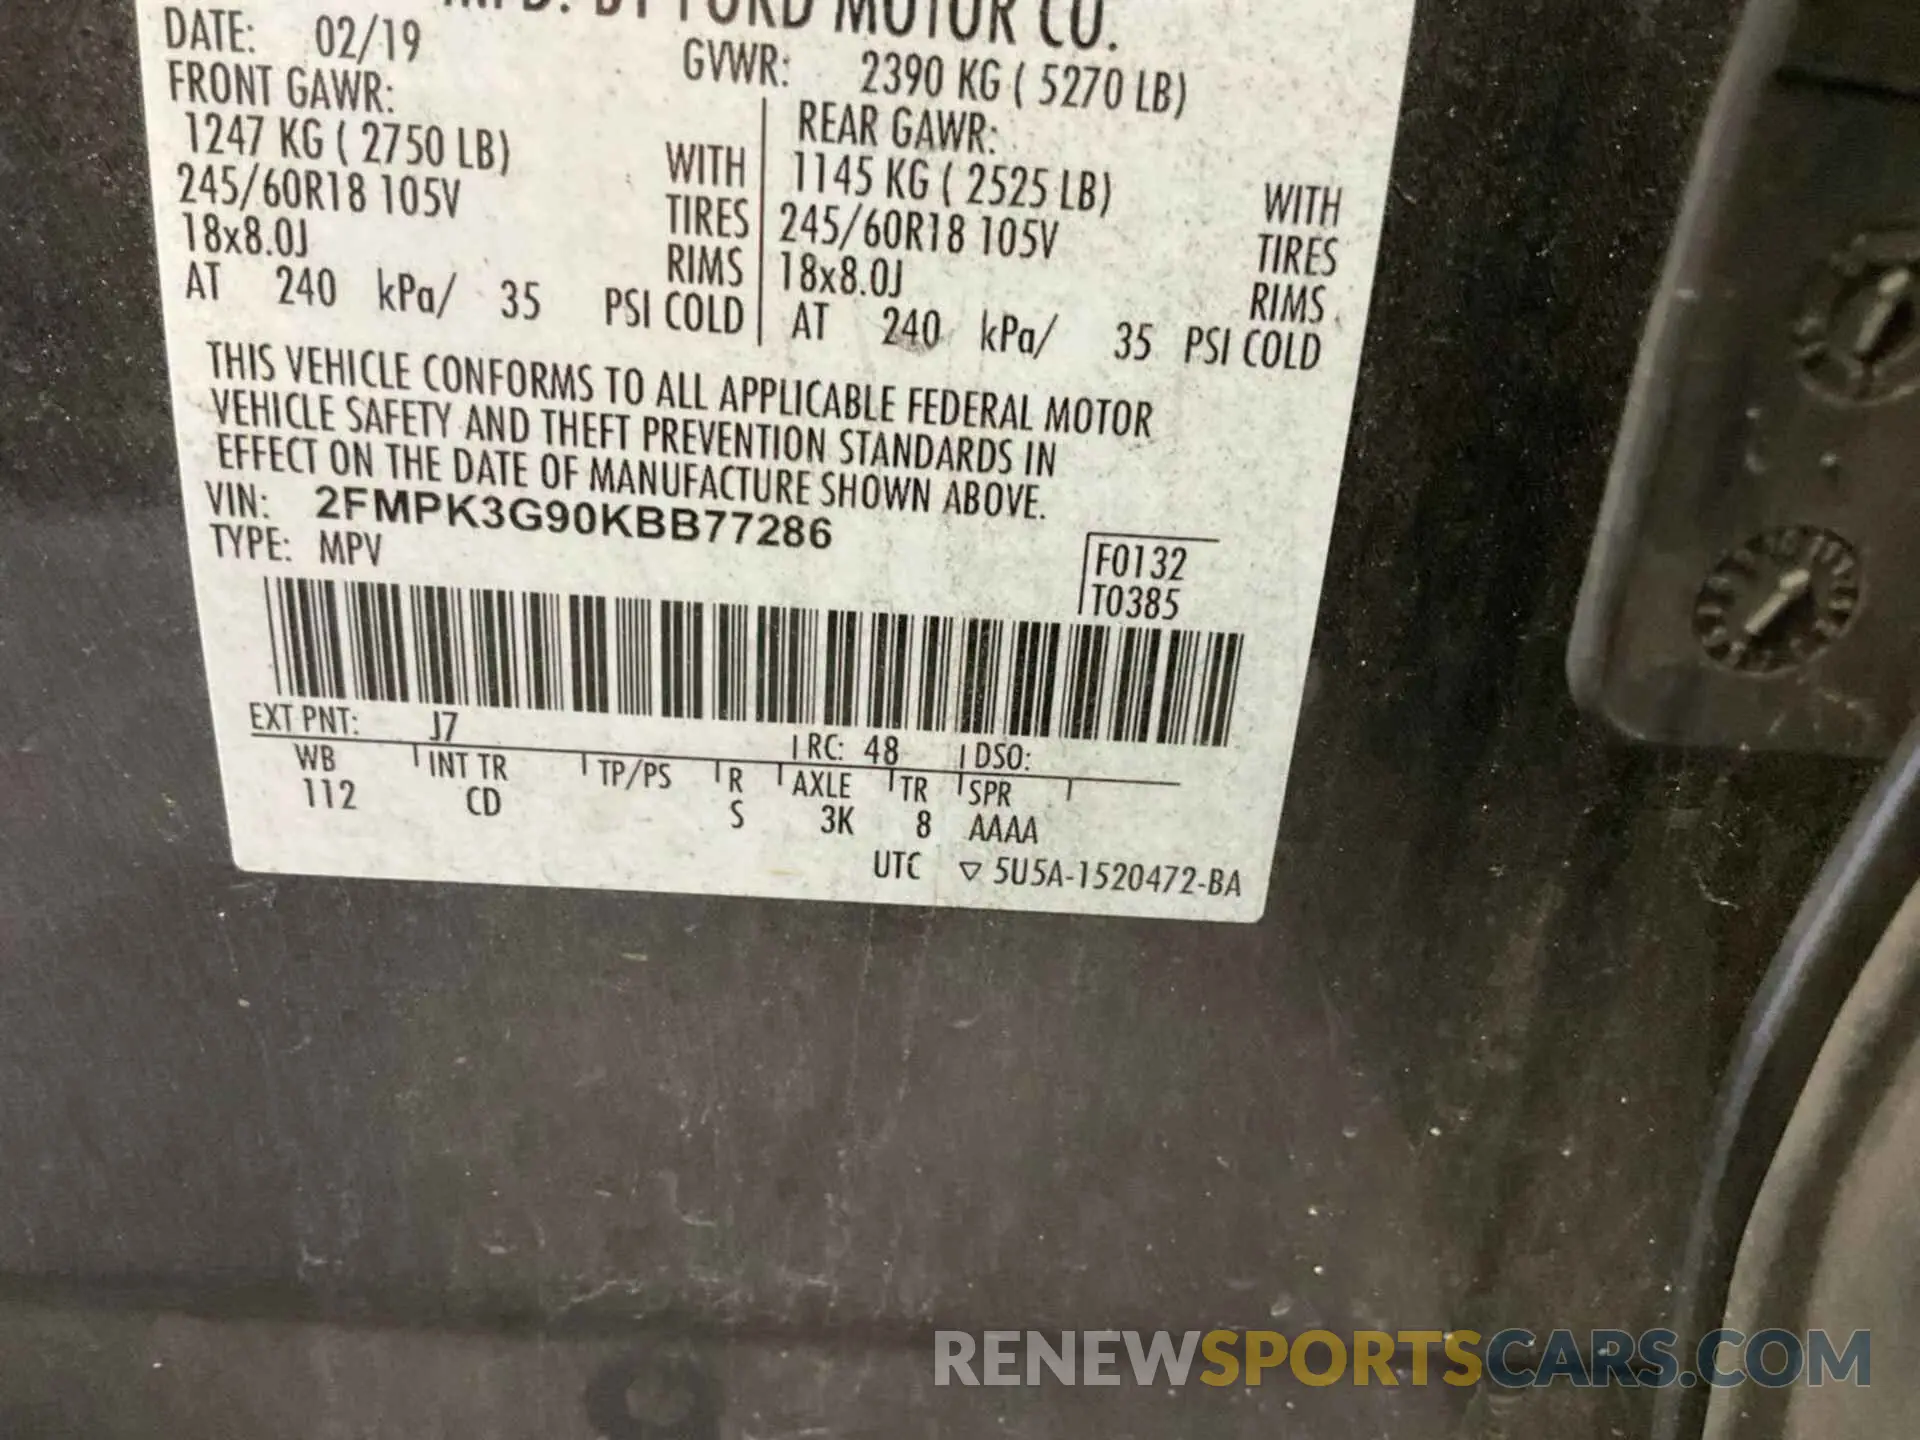 MFD. BY FORD MOTOR CO.
DATE: 02/19 GVWR: 2390 KG ( 5270 LB)
FRONT GAWR: REAR GAWR:
1247 KG ( 2750 LB) WITH 1145 KG ( 2525 LB) WITH
245/60R18 105V TIRES 245/60R18 105V TIRES
18x8.0J RIMS 18x8.0J RIMS
AT 240 kPa/ 35 PSI COLD AT 240 kPa/ 35 PSI COLD
THIS VEHICLE CONFORMS TO ALL APPLICABLE FEDERAL MOTOR
VEHICLE SAFETY AND THEFT PREVENTION STANDARDS IN
EFFECT ON THE DATE OF MANUFACTURE SHOWN ABOVE.
VIN: 2FMPK3G90KBB77286
TYPE: MPV
F0132
T0385
EXT PNT: J7 RC: 48 DSO:
WB INT TR TP/PS R AXLE TR SPR
112 CD S 3K 8 AAAA
UTC ▽ 5U5A-1520472-BA
RENEWSPORTSCARS.COM